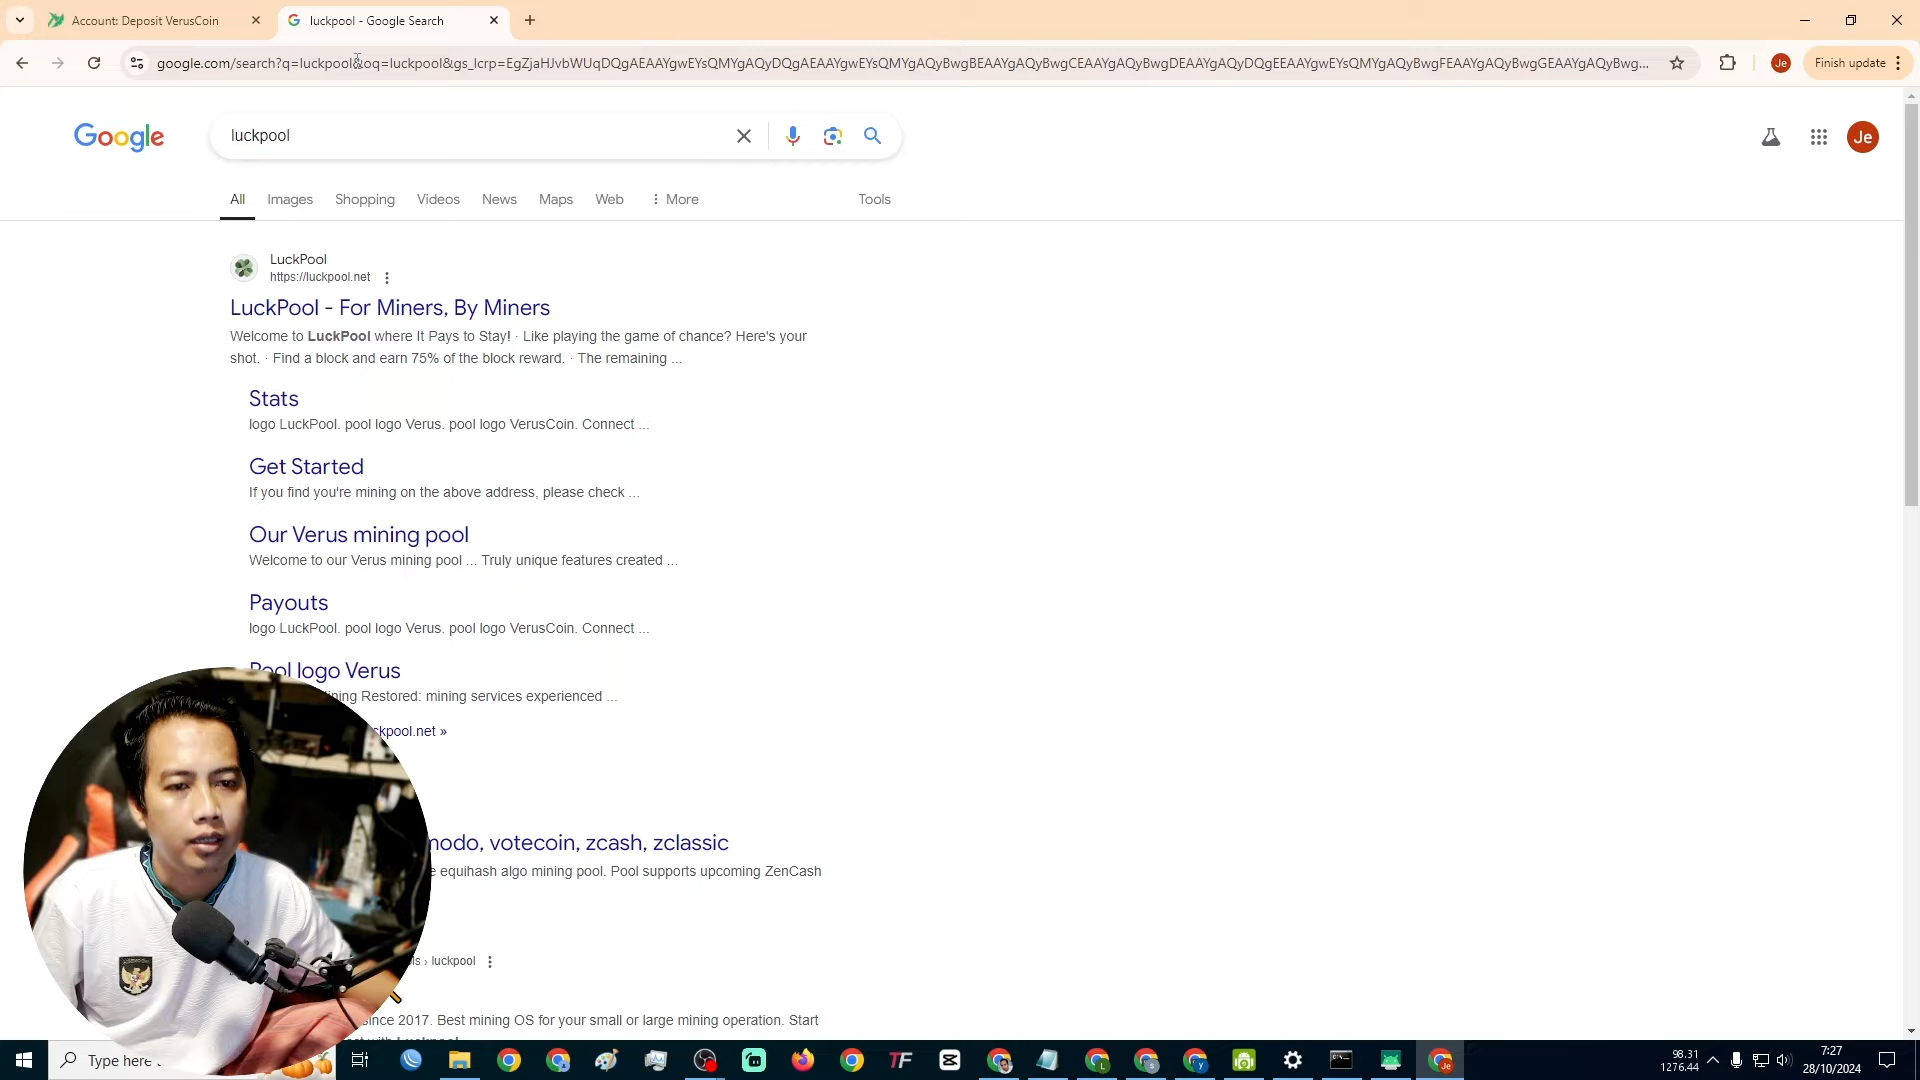 Account: Deposit VerusCoin
luckpool - Google Search
google.com/search?q=luckpool&oq=luckpool&gs_lcrp=EgZjaHJvbWUqDQgAEAAYgwEYsQMYgAQyDQgAEAAYgwEYsQMYgAQyBwgBEAAYgAQyBwgCEAAYgAQyBwgDEAAYgAQyDQgEEAAYgwEYsQMYgAQyBwgFEAAYgAQyBwgGEAAYgAQyBwg...
Je
Finish update
Google
luckpool
Je
All Images Shopping Videos News Maps Web More Tools
LuckPool
https://luckpool.net
LuckPool - For Miners, By Miners
Welcome to LuckPool where It Pays to Stay! · Like playing the game of chance? Here's your
shot. · Find a block and earn 75% of the block reward. · The remaining ...
Stats
logo LuckPool. pool logo Verus. pool logo VerusCoin. Connect ...
Get Started
If you find you're mining on the above address, please check ...
Our Verus mining pool
Welcome to our Verus mining pool ... Truly unique features created ...
Payouts
logo LuckPool. pool logo Verus. pool logo VerusCoin. Connect ...
Pool logo Verus
ining Restored: mining services experienced ...
ckpool.net »
modo, votecoin, zcash, zclassic
e equihash algo mining pool. Pool supports upcoming ZenCash
ls › luckpool
since 2017. Best mining OS for your small or large mining operation. Start
Type here t
TF
98.31
1276.44
7:27
28/10/2024
Je